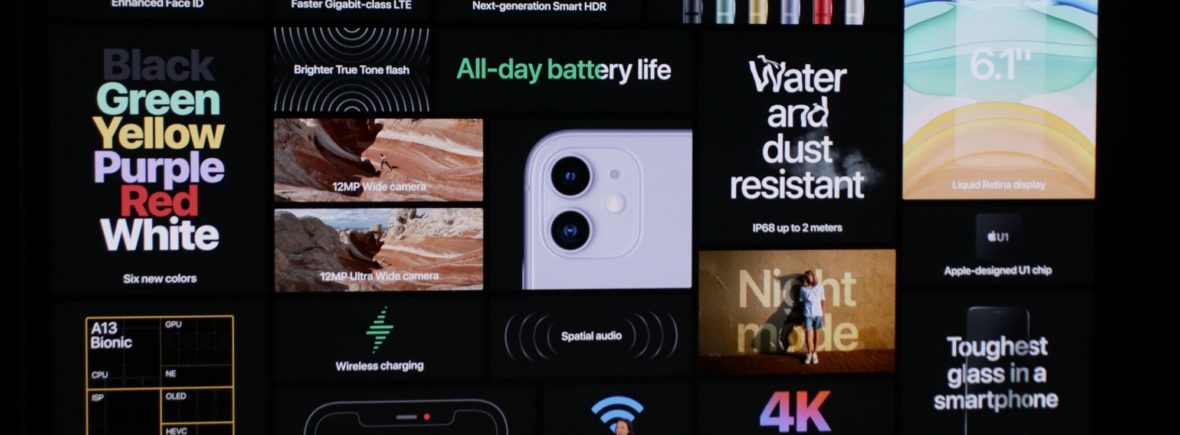 Enhanced Face ID
Faster Gigabit-class LTE
Next-generation Smart HDR
Black
Green
Yellow
Purple
Red
White
Six new colors
Brighter True Tone flash
All-day battery life
12MP Wide camera
12MP Ultra Wide camera
Water
and
dust
resistant
IP68 up to 2 meters
6.1"
Liquid Retina display
U1
Apple-designed U1 chip
Night
mode
A13
Bionic
GPU
CPU
NE
ISP
OLED
HEVC
Wireless charging
Spatial audio
4K
Toughest
glass in a
smartphone